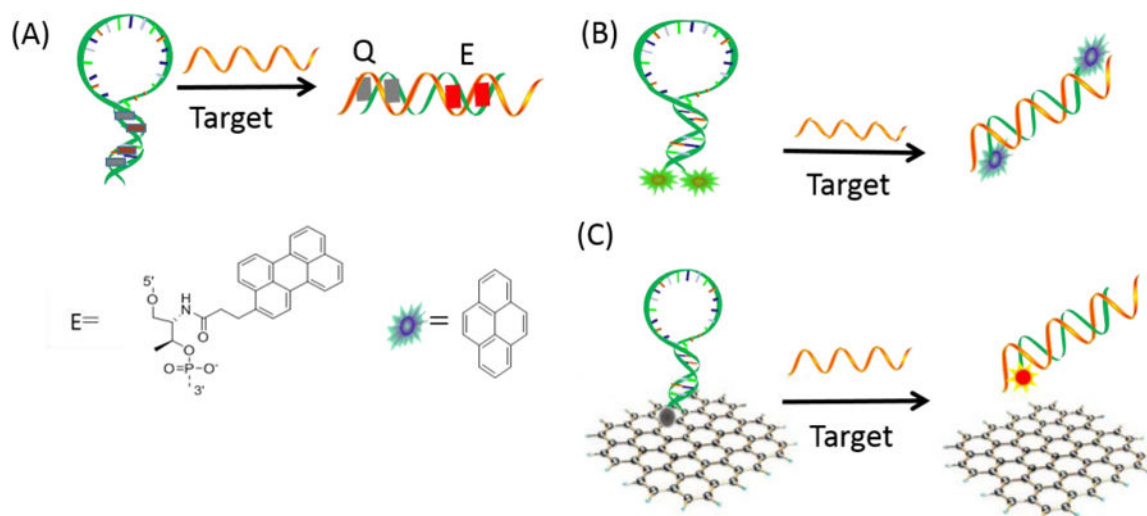 (A)
Target
Q
E
(B)
Target
E=
5'
O
N
H
O
O
O=P-O-
3'
=
(C)
Target